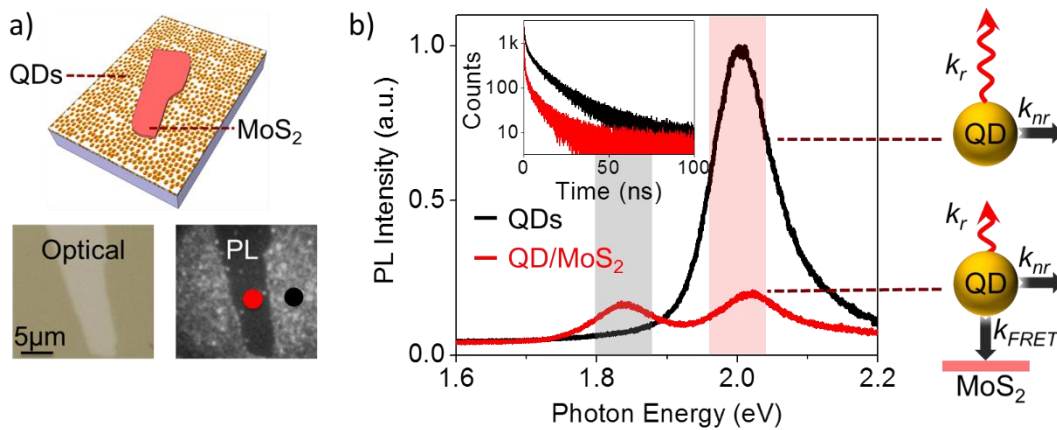 a)
QDs
MoS₂
Optical
5μm
PL
b)
PL Intensity (a.u.)
1.0
0.5
0.0
1.6
1.8
2.0
2.2
Photon Energy (eV)
Counts
1k
100
10
0
50
100
Time (ns)
QDs
QD/MoS₂
kᵣ
QD
kₙᵣ
kᵣ
QD
kₙᵣ
k_FRET
MoS₂